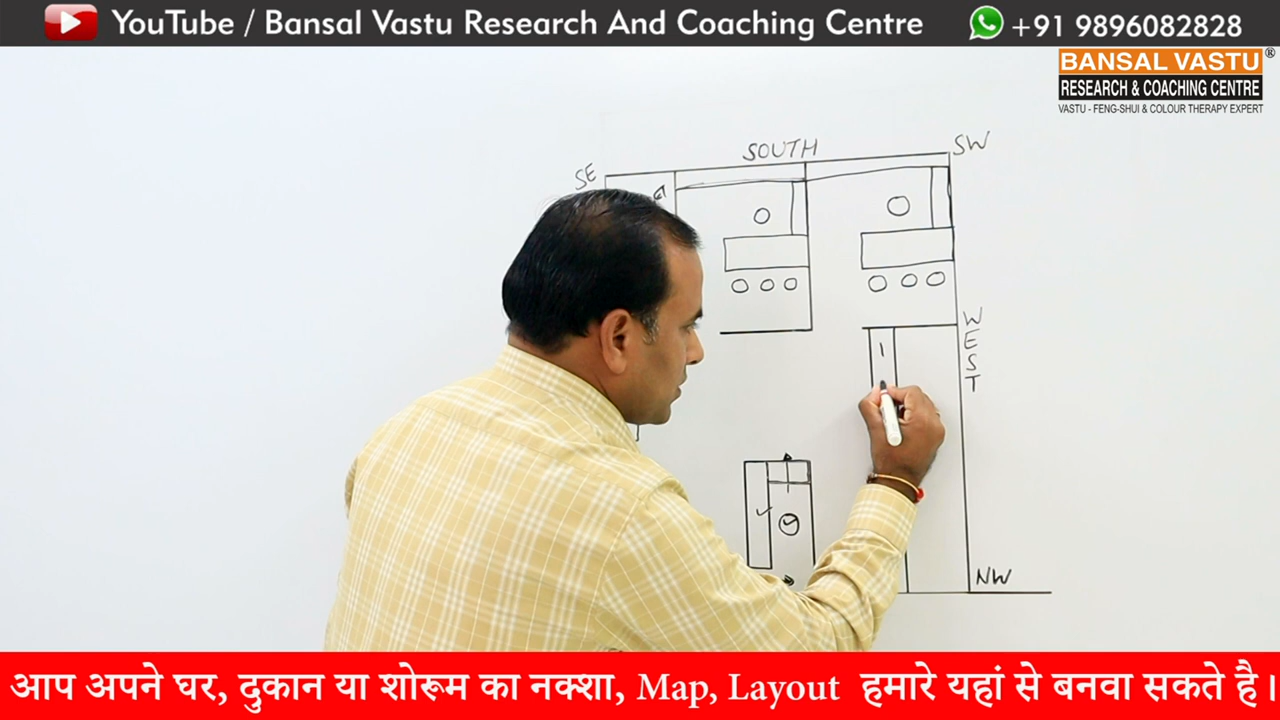 YouTube / Bansal Vastu Research And Coaching Centre +91 9896082828
BANSAL VASTU®
RESEARCH & COACHING CENTRE
VASTU - FENG-SHUI & COLOUR THERAPY EXPERT
SE SOUTH SW
WEST
1
NW
आप अपने घर, दुकान या शोरूम का नक्शा, Map, Layout हमारे यहां से बनवा सकते है।